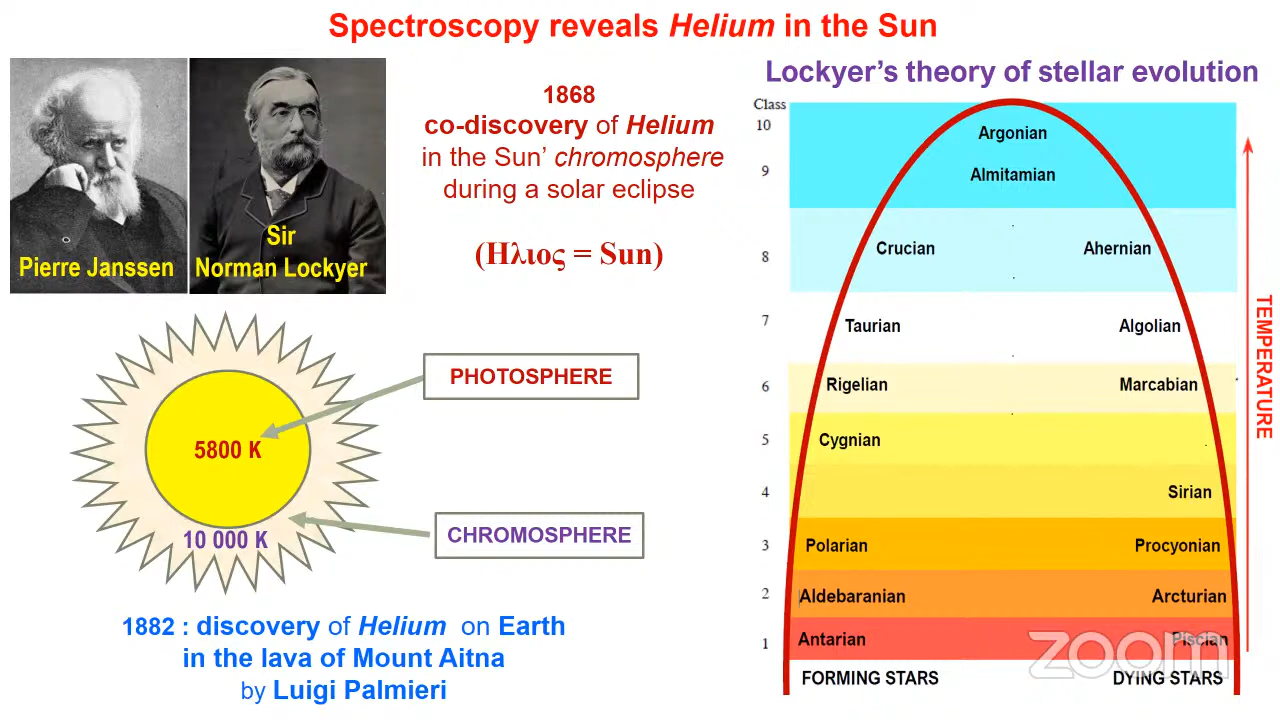 Spectroscopy reveals Helium in the Sun
Pierre Janssen
Sir
Norman Lockyer
1868
co-discovery of Helium
in the Sun’ chromosphere
during a solar eclipse
(Ηλιος = Sun)
PHOTOSPHERE
5800 K
CHROMOSPHERE
10 000 K
1882 : discovery of Helium on Earth
in the lava of Mount Aitna
by Luigi Palmieri
Lockyer’s theory of stellar evolution
Class
10 Argonian
9 Almitamian
8 Crucian Ahernian
7 Taurian Algolian
6 Rigelian Marcabian
5 Cygnian
4 Sirian
3 Polarian Procyonian
2 Aldebaranian Arcturian
1 Antarian Piscian
FORMING STARS DYING STARS
TEMPERATURE
zoom